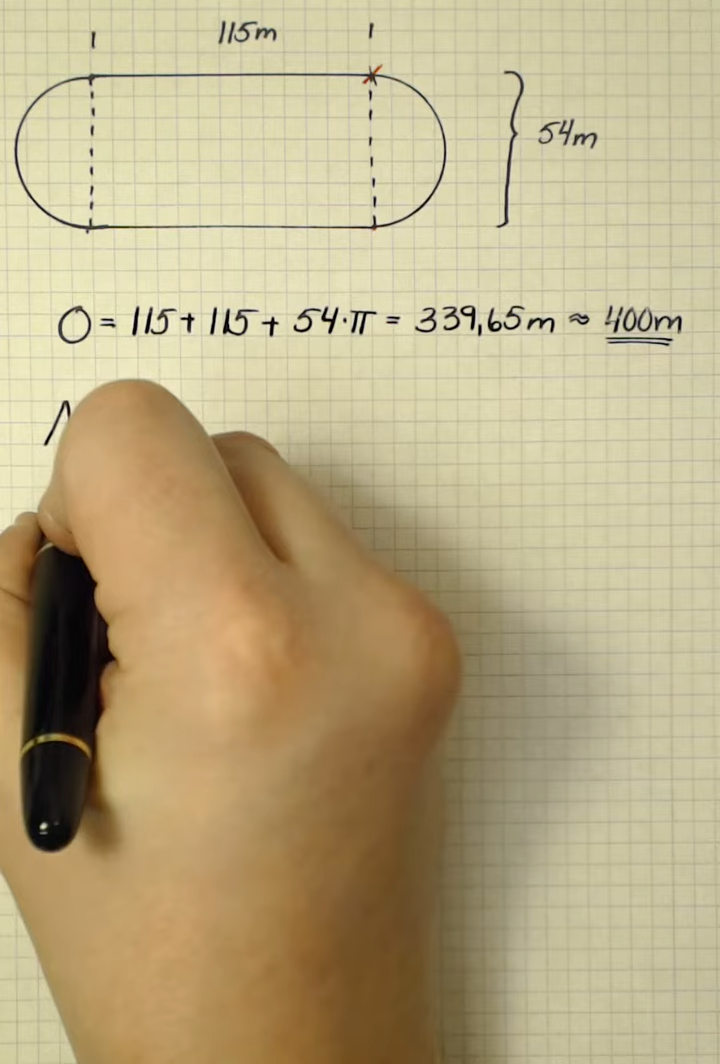 115m
54m
O = 115 + 115 + 54·π = 339,65m ≈ 400m